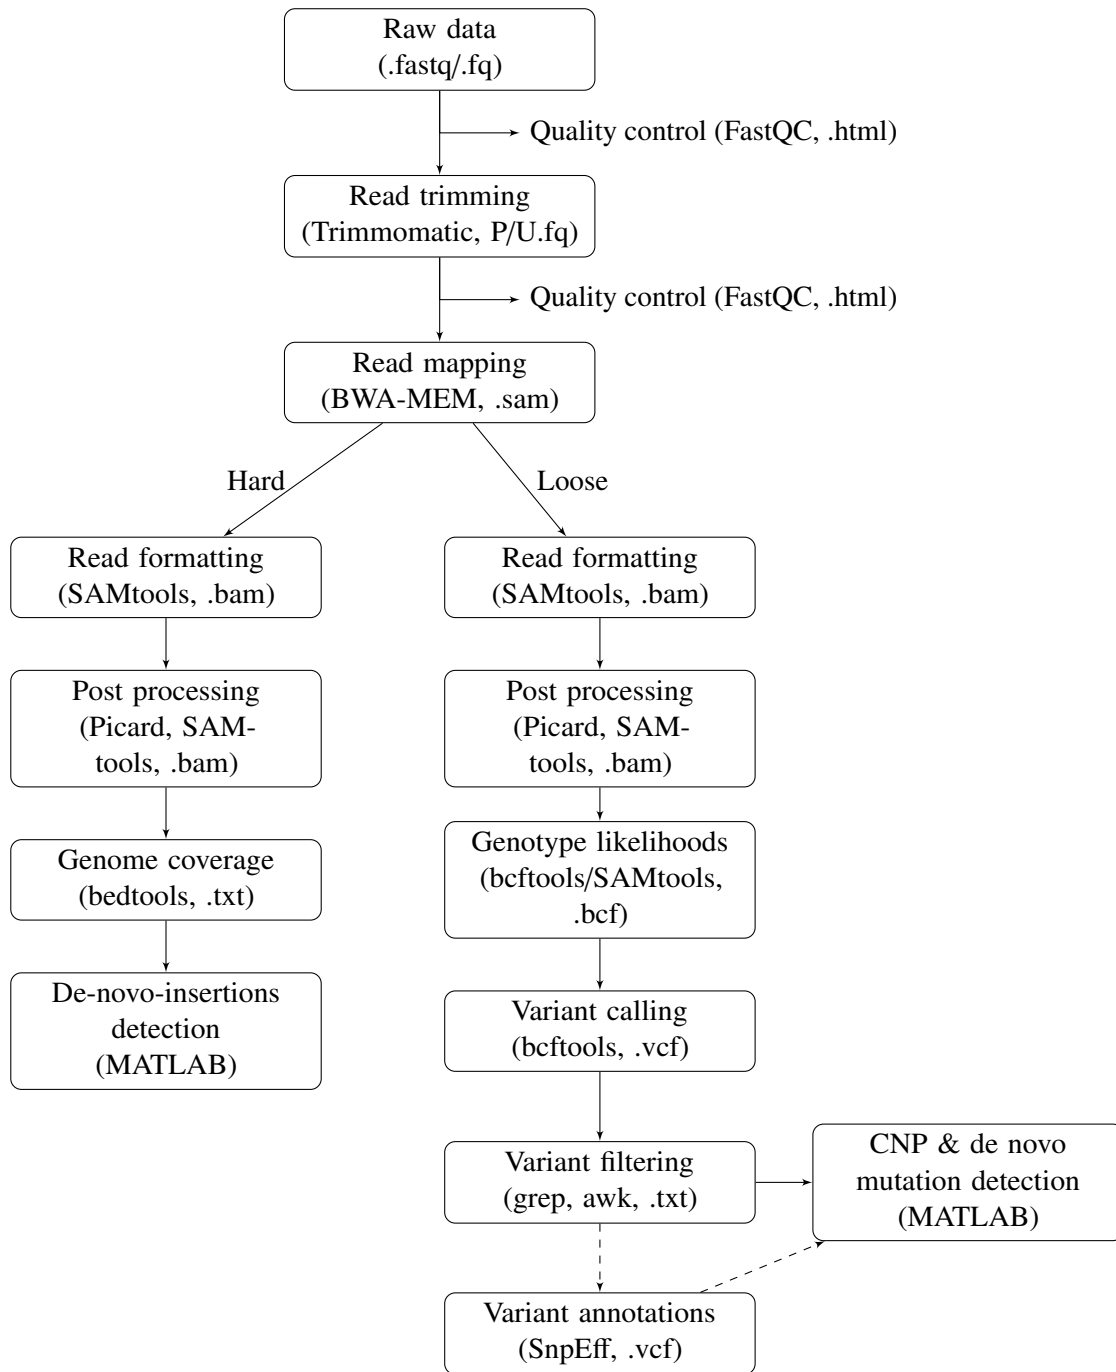 Raw data
(.fastq/.fq)
Quality control (FastQC, .html)
Read trimming
(Trimmomatic, P/U.fq)
Quality control (FastQC, .html)
Read mapping
(BWA-MEM, .sam)
Hard
Loose
Read formatting
(SAMtools, .bam)
Read formatting
(SAMtools, .bam)
Post processing
(Picard, SAM-
tools, .bam)
Post processing
(Picard, SAM-
tools, .bam)
Genome coverage
(bedtools, .txt)
Genotype likelihoods
(bcftools/SAMtools,
.bcf)
De-novo-insertions
detection
(MATLAB)
Variant calling
(bcftools, .vcf)
Variant filtering
(grep, awk, .txt)
CNP & de novo
mutation detection
(MATLAB)
Variant annotations
(SnpEff, .vcf)